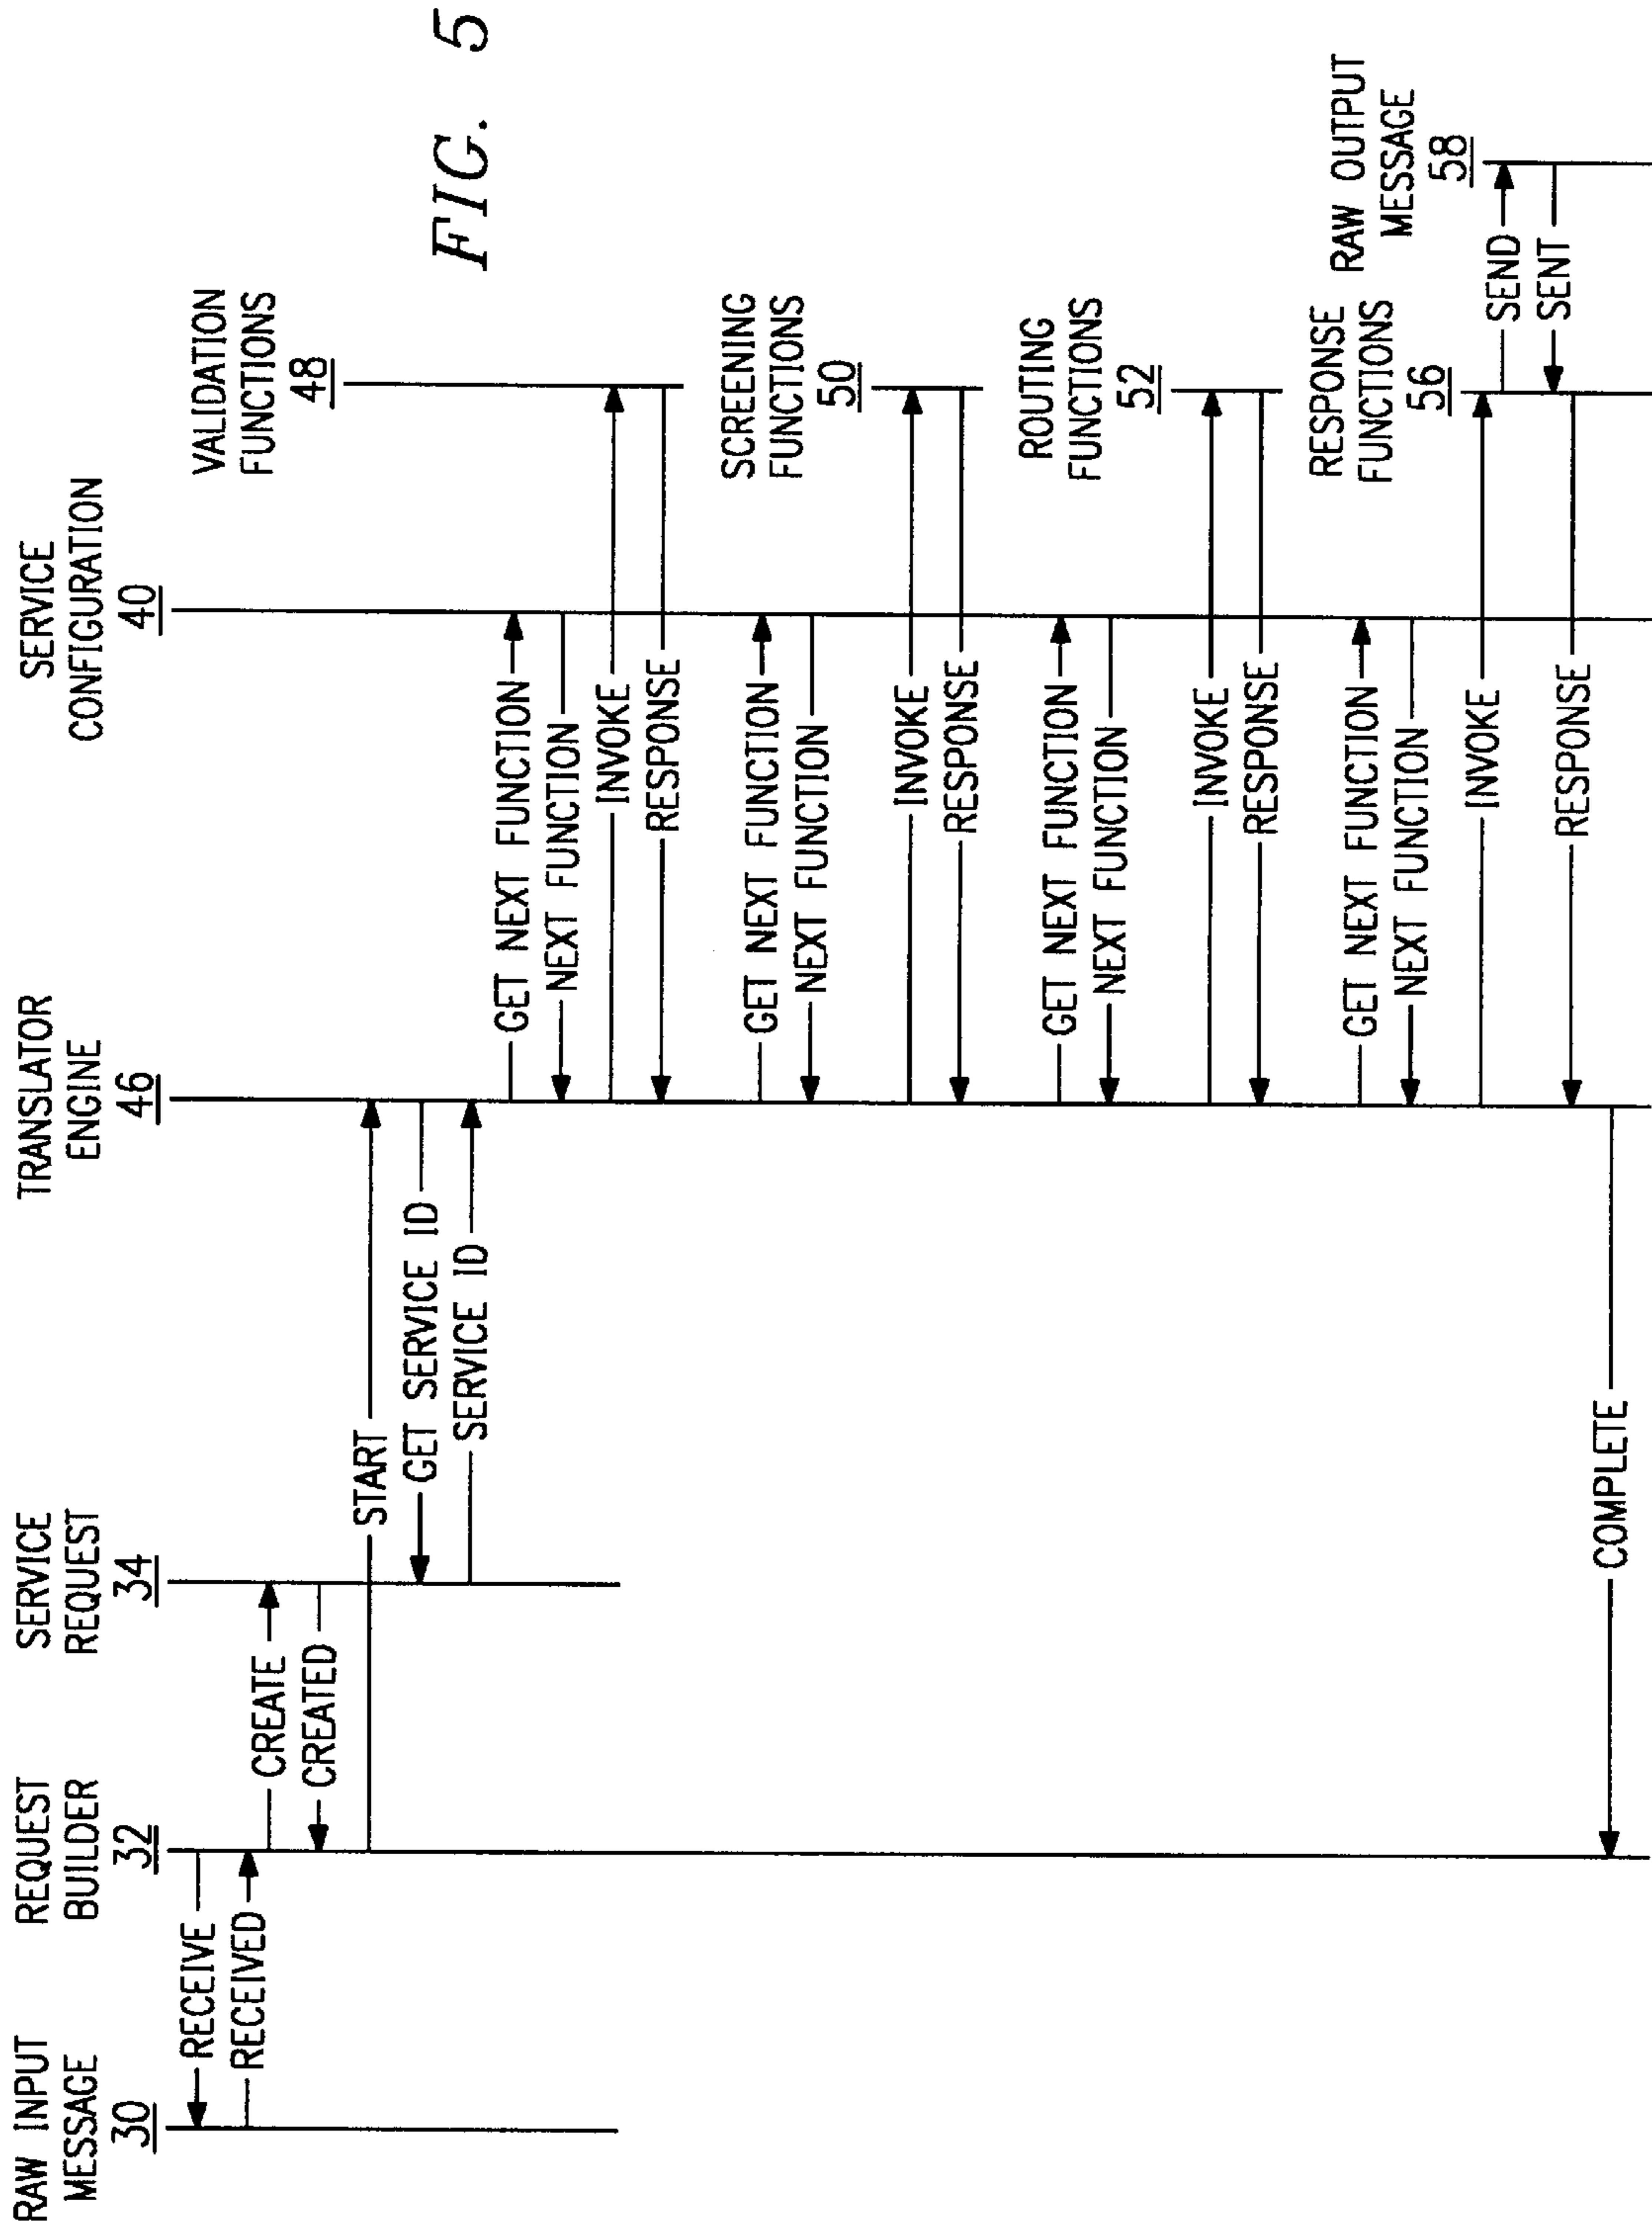 FIG. 5
RAW INPUT
MESSAGE
30
REQUEST
BUILDER
32
SERVICE
REQUEST
34
TRANSLATOR
ENGINE
46
SERVICE
CONFIGURATION
40
VALIDATION
FUNCTIONS
48
RECEIVE
RECEIVED
CREATE
CREATED
START
GET SERVICE ID
SERVICE ID
GET NEXT FUNCTION
NEXT FUNCTION
INVOKE
RESPONSE
SCREENING
FUNCTIONS
50
GET NEXT FUNCTION
NEXT FUNCTION
INVOKE
RESPONSE
ROUTING
FUNCTIONS
52
GET NEXT FUNCTION
NEXT FUNCTION
INVOKE
RESPONSE
RESPONSE
FUNCTIONS
56
RAW OUTPUT
MESSAGE
58
GET NEXT FUNCTION
NEXT FUNCTION
INVOKE
SEND
SENT
RESPONSE
COMPLETE